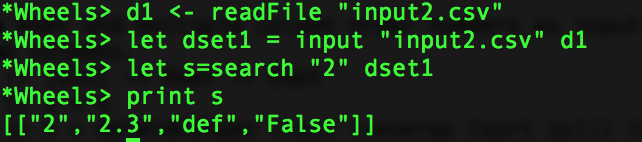 *Wheels> d1 <- readFile "input2.csv"
*Wheels> let dset1 = input "input2.csv" d1
*Wheels> let s=search "2" dset1
*Wheels> print s
[["2","2.3","def","False"]]